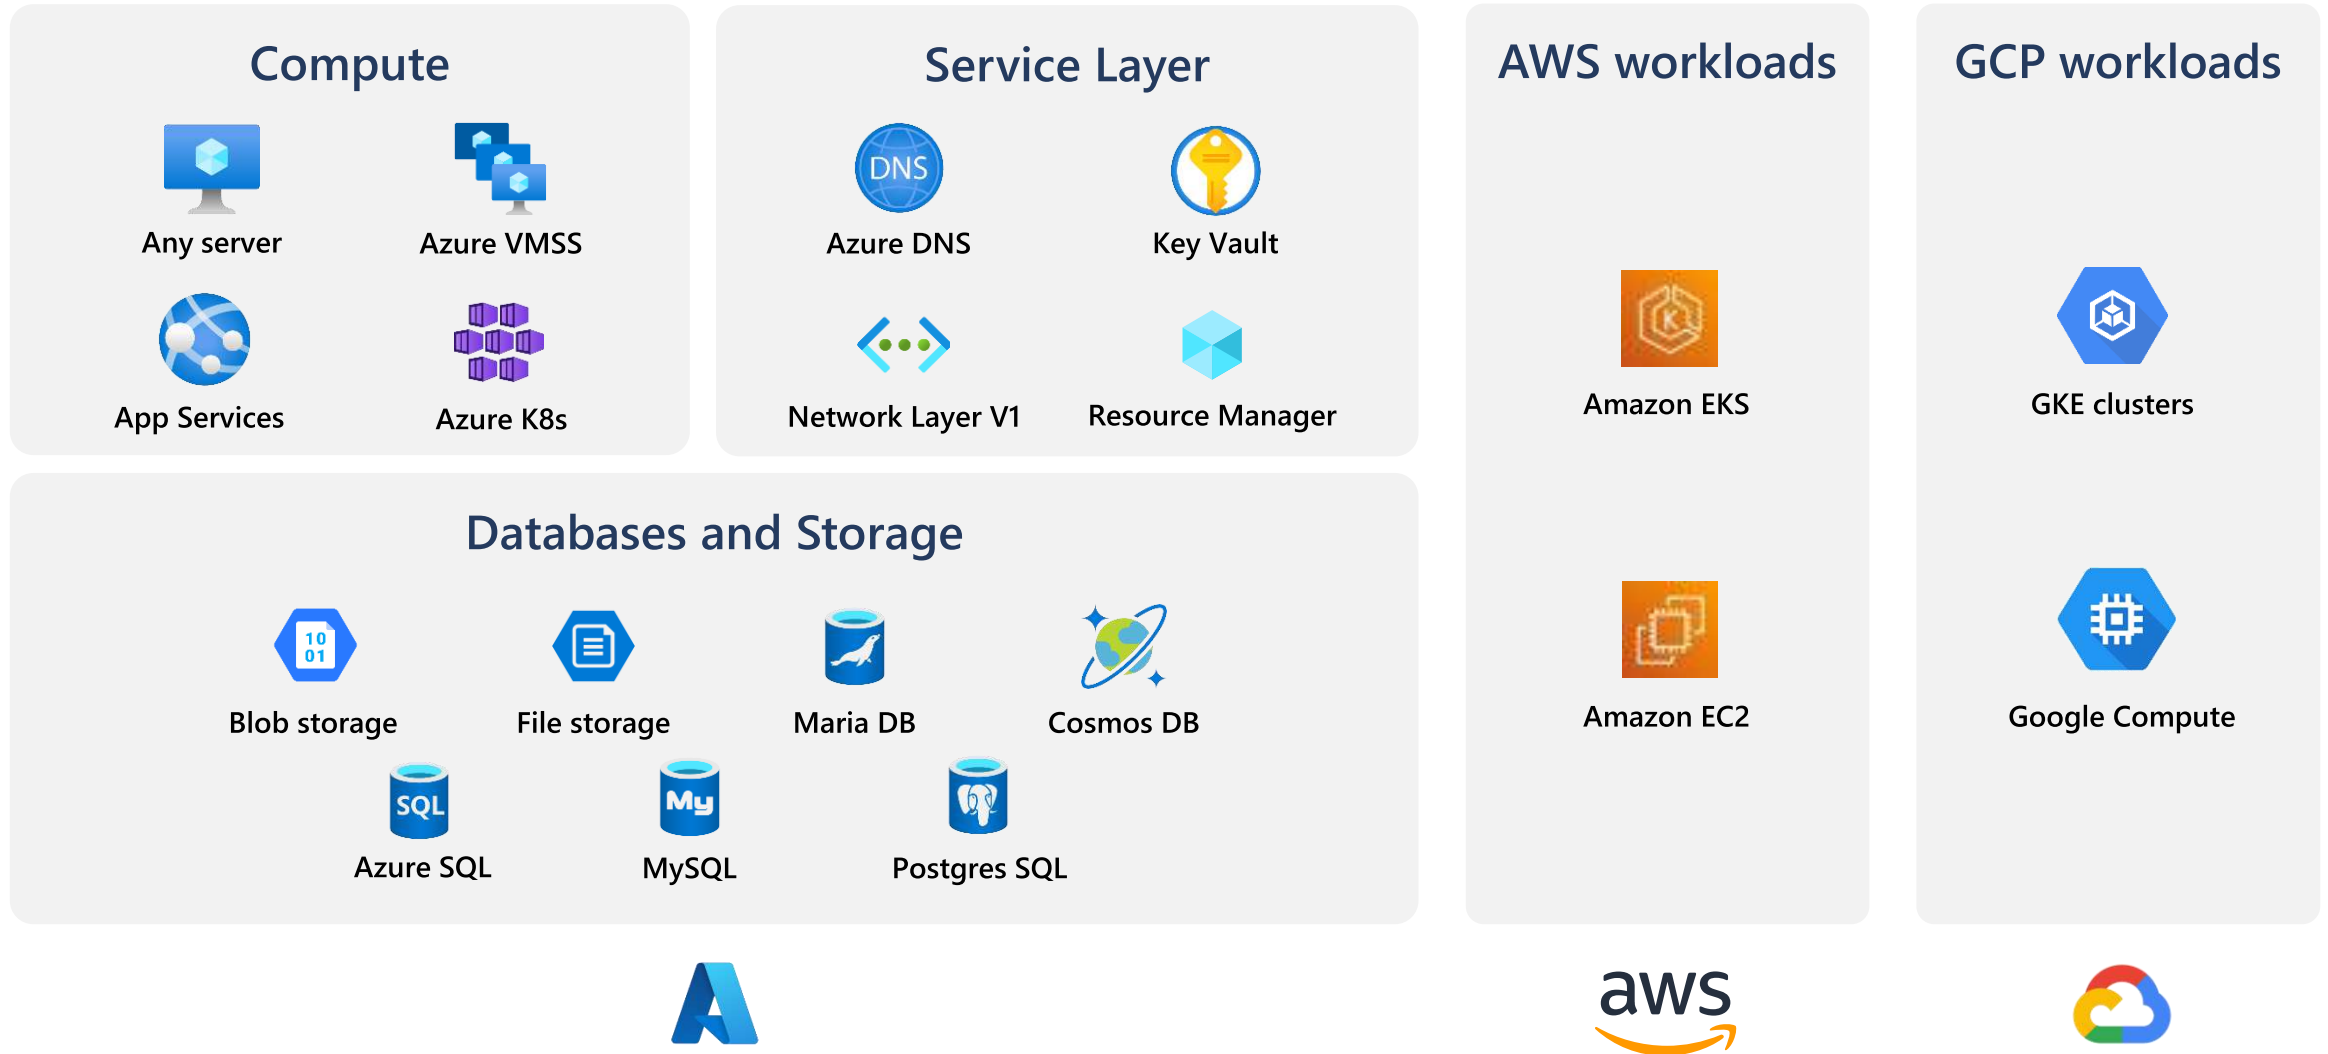 Compute
Any server
Azure VMSS
App Services
Azure K8s
Service Layer
DNS
Azure DNS
Key Vault
Network Layer V1
Resource Manager
Databases and Storage
10
01
Blob storage
File storage
Maria DB
Cosmos DB
SQL
Azure SQL
My
MySQL
Postgres SQL
AWS workloads
K
Amazon EKS
Amazon EC2
GCP workloads
GKE clusters
Google Compute
aws